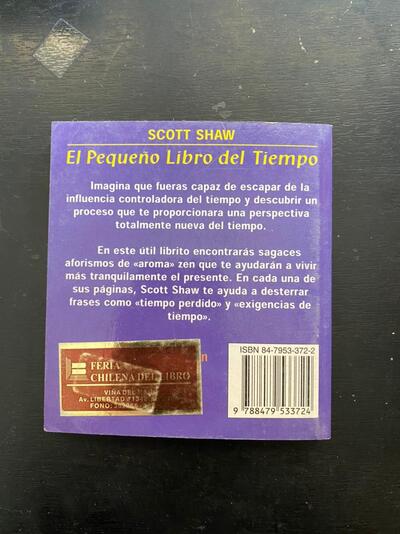 SCOTT SHAW
El Pequeño Libro del Tiempo
Imagina que fueras capaz de escapar de la
influencia controladora del tiempo y descubrir un
proceso que te proporcionara una perspectiva
totalmente nueva del tiempo.
En este útil librito encontrarás sagaces
aforismos de «aroma» zen que te ayudarán a vivir
más tranquilamente el presente. En cada una de
sus páginas, Scott Shaw te ayuda a desterrar
frases como «tiempo perdido» y «exigencias de
tiempo».
FERIA
CHILENA DEL LIBRO
VIÑA DEL
Av. LIBERTAD
FONO:
ISBN 84-7953-372-2
9 788479 533724